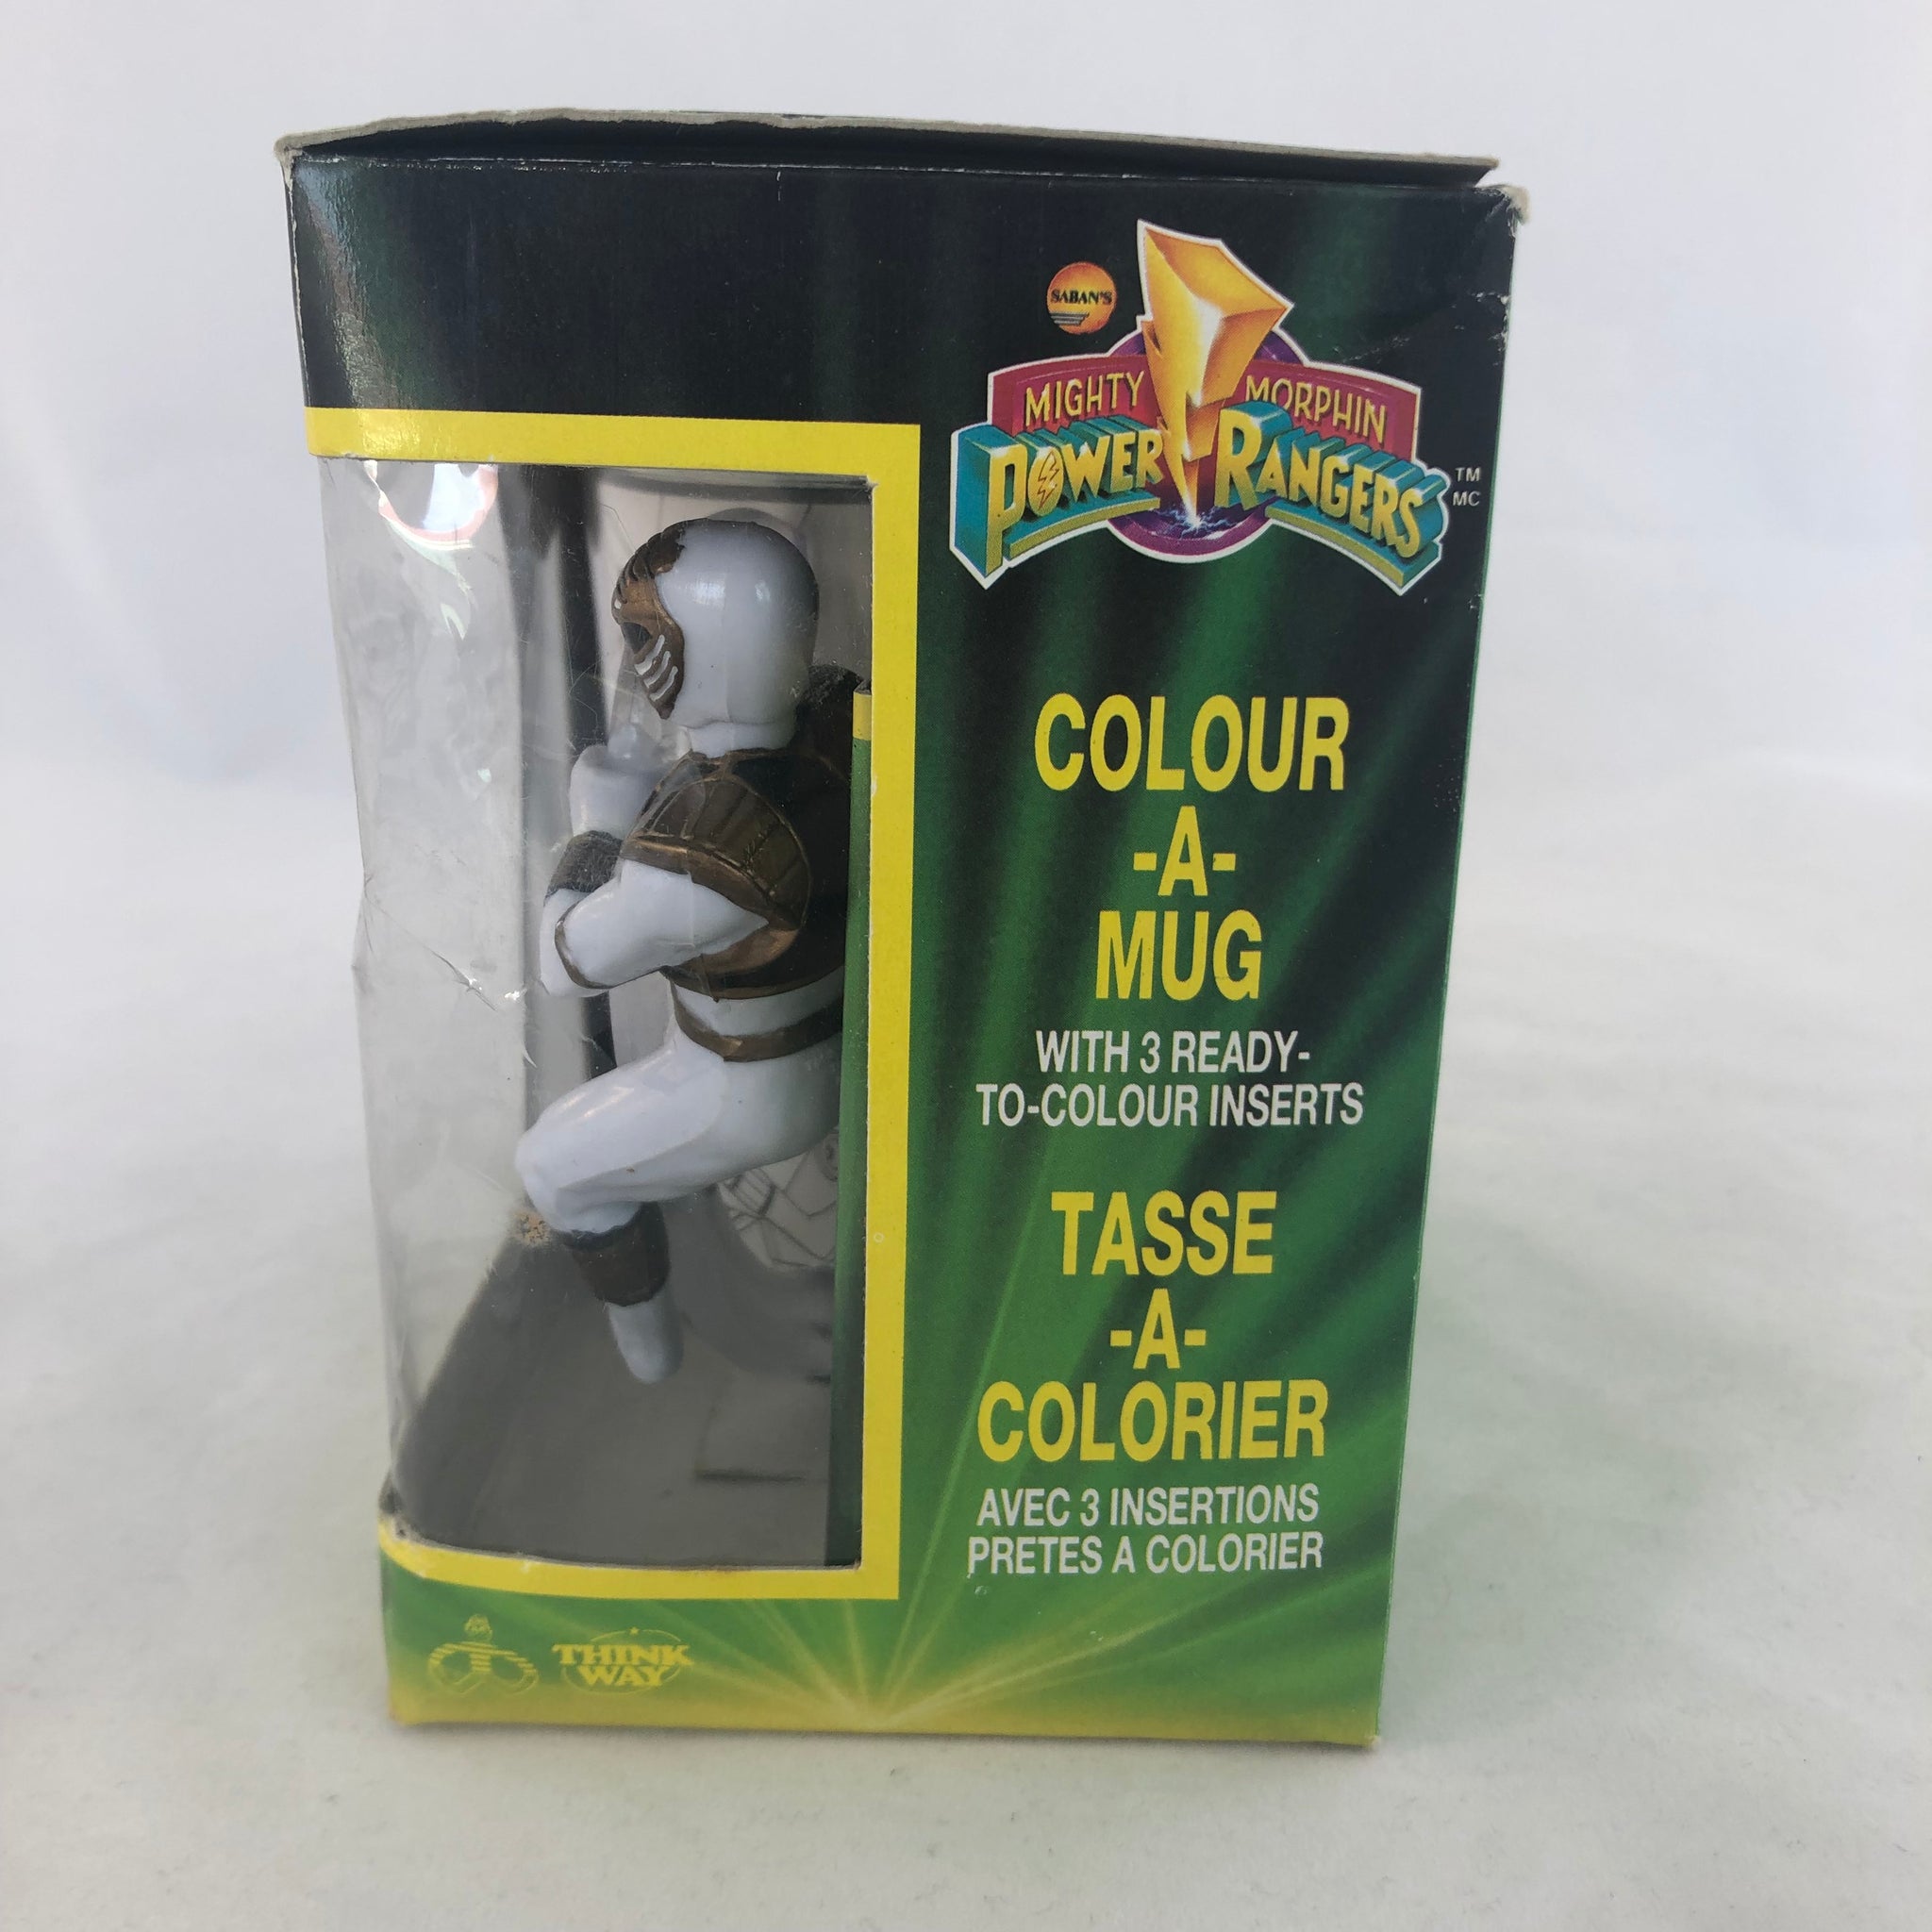 SABAN'S
MIGHTY MORPHIN
POWER RANGERS
TM
MC
COLOUR
-A-
MUG
WITH 3 READY-
TO-COLOUR INSERTS
TASSE
-A-
COLORIER
AVEC 3 INSERTIONS
PRETES A COLORIER
THINK
WAY